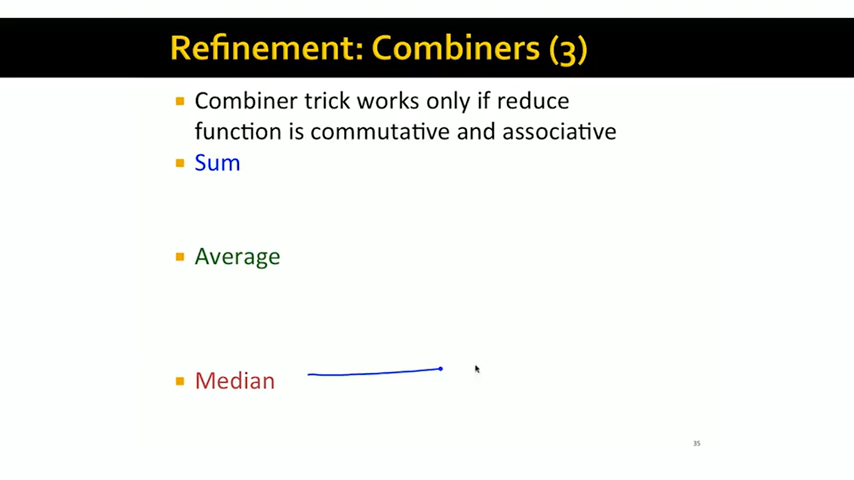 Refinement: Combiners (3)
Combiner trick works only if reduce
function is commutative and associative
Sum
Average
Median
35